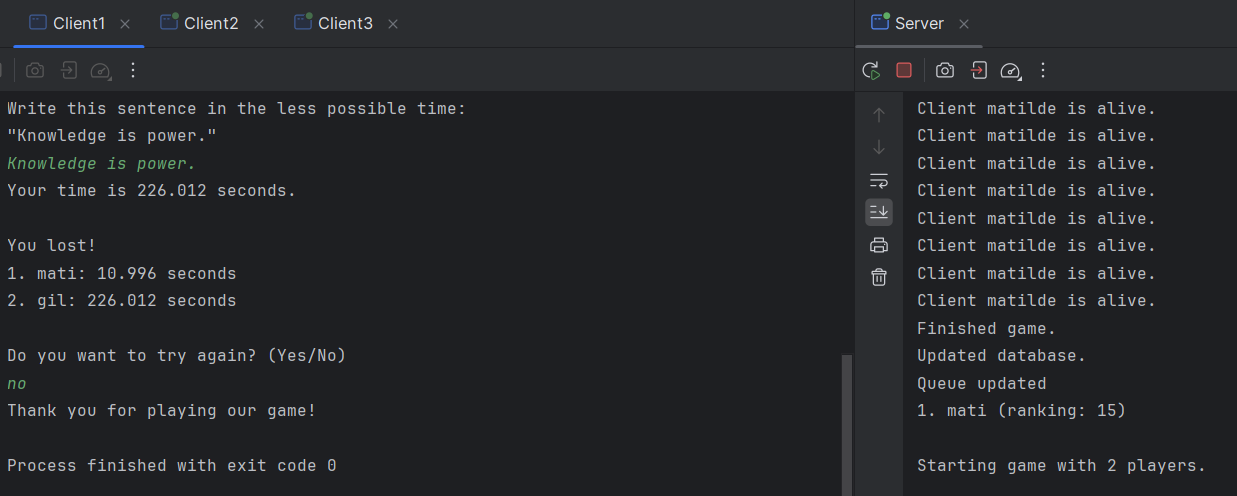 Client1
Client2
Client3
Write this sentence in the less possible time:
"Knowledge is power."
Knowledge is power.
Your time is 226.012 seconds.
You lost!
1. mati: 10.996 seconds
2. gil: 226.012 seconds
Do you want to try again? (Yes/No)
no
Thank you for playing our game!
Process finished with exit code 0
Server
Client matilde is alive.
Client matilde is alive.
Client matilde is alive.
Client matilde is alive.
Client matilde is alive.
Client matilde is alive.
Client matilde is alive.
Client matilde is alive.
Finished game.
Updated database.
Queue updated
1. mati (ranking: 15)
Starting game with 2 players.